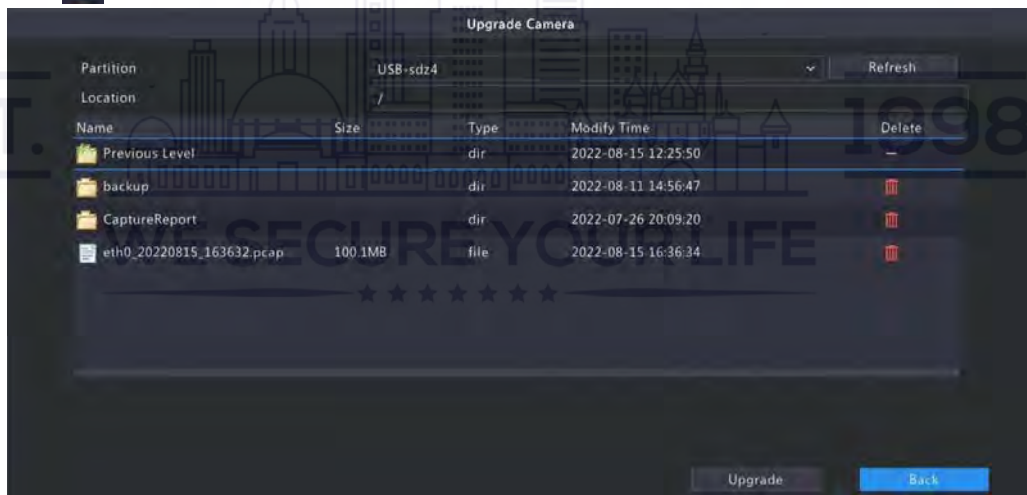 Upgrade Camera
Partition USB-sdz4 Refresh
Location /
T. 1998
Name Size Type Modify Time Delete
Previous Level dir 2022-08-15 12:25:50 —
backup dir 2022-08-11 14:56:47
CaptureReport dir 2022-07-26 20:09:20
WE SECURE YOUR LIFE
eth0_20220815_163632.pcap 100.1MB file 2022-08-15 16:36:34
Upgrade Back